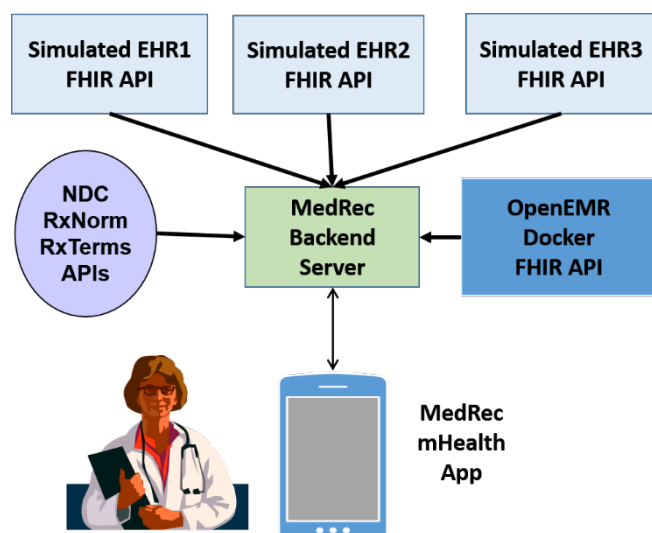 Simulated EHR1
FHIR API
Simulated EHR2
FHIR API
Simulated EHR3
FHIR API
NDC
RxNorm
RxTerms
APIs
MedRec
Backend
Server
OpenEMR
Docker
FHIR API
MedRec
mHealth
App